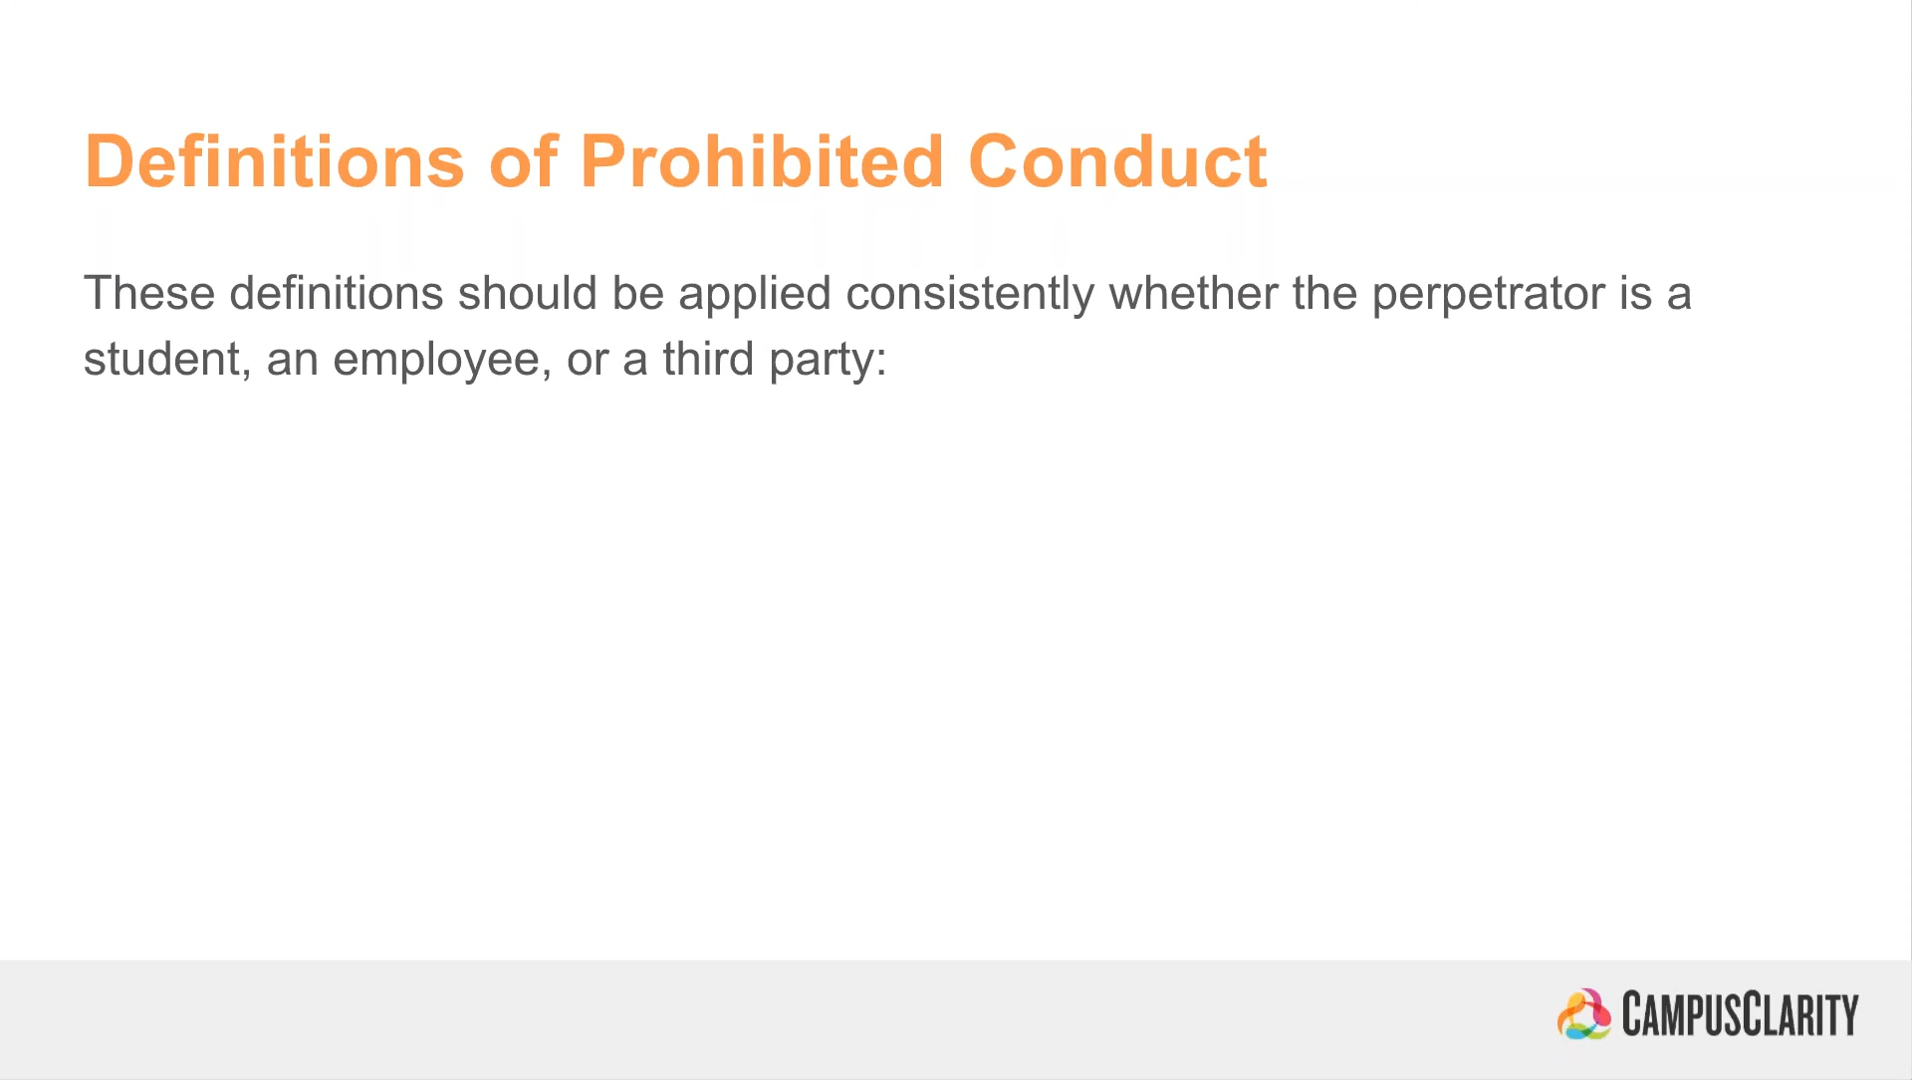 Definitions of Prohibited Conduct
These definitions should be applied consistently whether the perpetrator is a
student, an employee, or a third party:
CAMPUSCLARITY